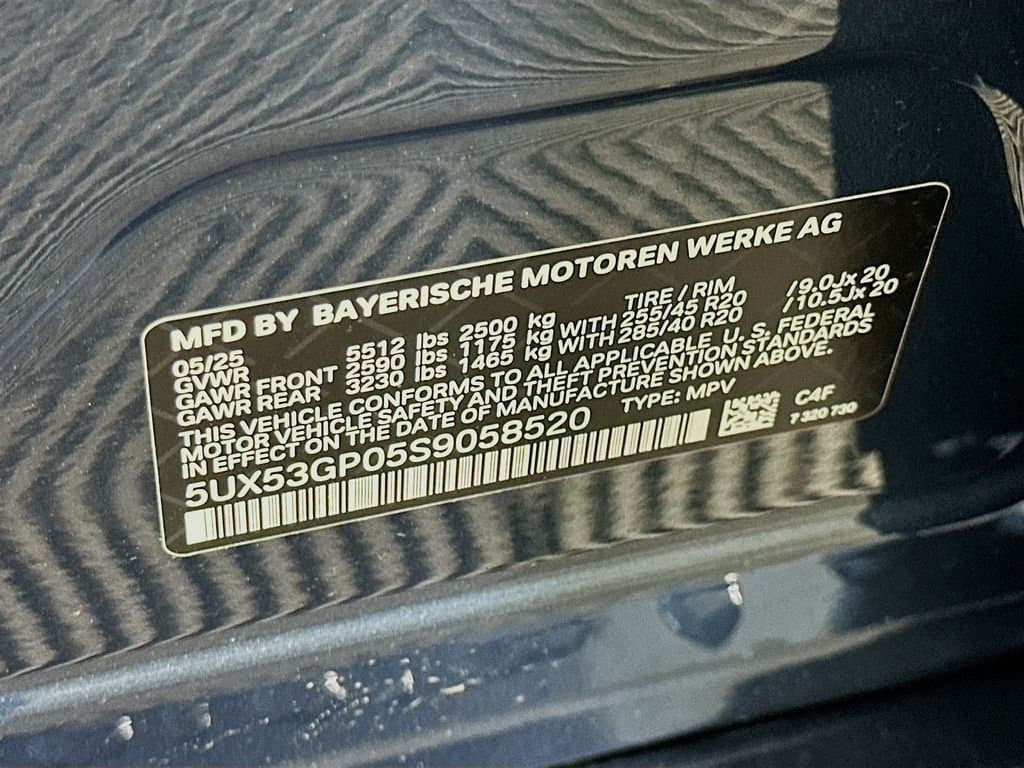 MFD BY BAYERISCHE MOTOREN WERKE AG
05/25 TIRE / RIM
GVWR 5512 lbs 2500 kg
GAWR FRONT 2590 lbs 1175 kg WITH 255/45 R20 / 9.0Jx 20
GAWR REAR 3230 lbs 1465 kg WITH 285/40 R20 / 10.5Jx 20
THIS VEHICLE CONFORMS TO ALL APPLICABLE U. S. FEDERAL
MOTOR VEHICLE SAFETY AND THEFT PREVENTION STANDARDS
IN EFFECT ON THE DATE OF MANUFACTURE SHOWN ABOVE.
5UX53GP05S9058520 TYPE: MPV C4F
7 320 730